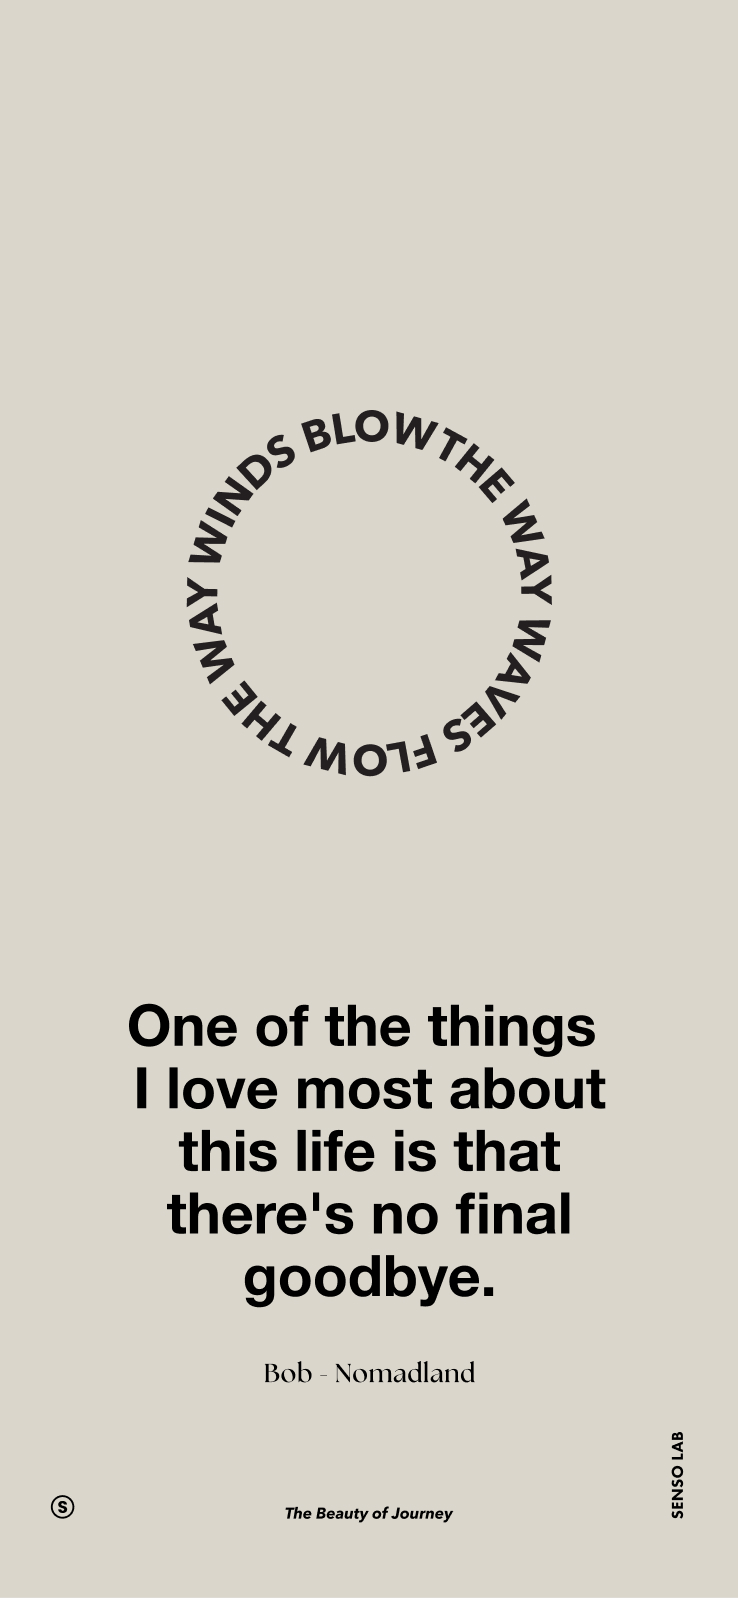 THE WAY WINDS BLOW THE WAY WAVES FLOW
One of the things
I love most about
this life is that
there's no final
goodbye.
Bob - Nomadland
SENSO LAB
S
The Beauty of Journey